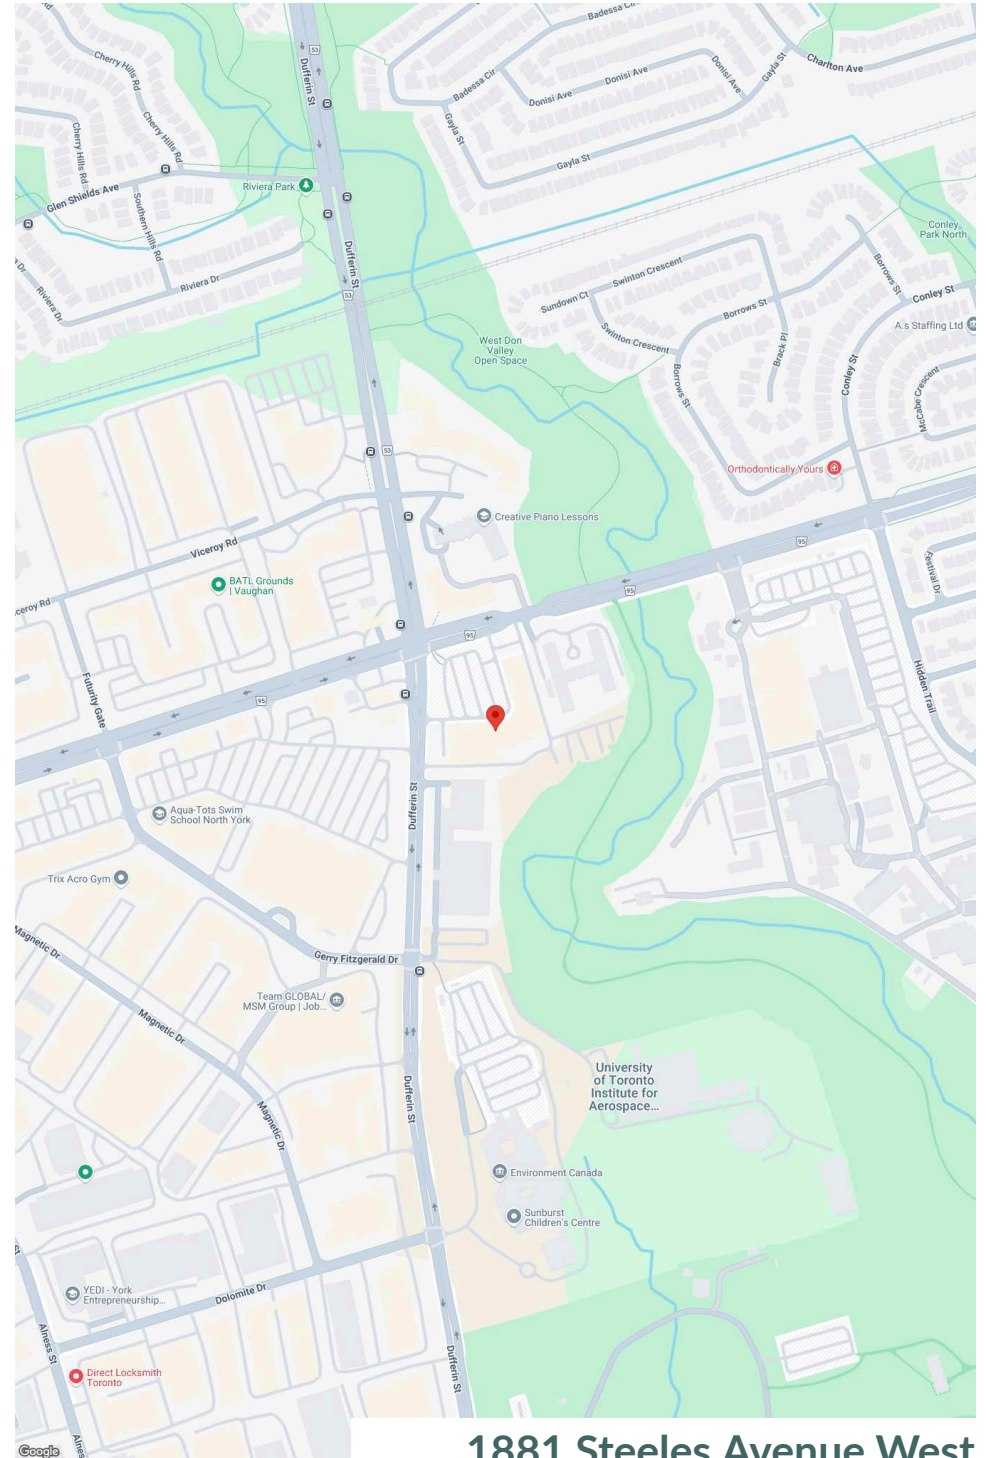 Badessa Cir
Cherry Hills Rd
53
Dufferin St
Charlton Ave
Donisi Ave
Donisi Ave
Donisi Ave
Gayla St
Badessa Cir
Gayla St
Cherry Hills Rd
Cherry Hills Rd
Gayla St
Riviera Park
Glen Shields Ave
Southern Hills Rd
Conley
Park North
Dufferin St
Borrows St
Riviera Dr
Swinton Crescent
Riviera Dr
53
Sundown Ct
Borrows St
Conley St
A.s Staffing Ltd
Swinton Crescent
West Don
Valley
Open Space
Brack Pl
Borrows St
Conley St
McCabe Crescent
53
Orthodontically Yours
Creative Piano Lessons
Viceroy Rd
95
BATL Grounds
| Vaughan
Festival Dr
95
95
Futurity Gate
Hidden Trail
95
Dufferin St
Aqua-Tots Swim
School North York
Trix Acro Gym
Magnetic Dr
Gerry Fitzgerald Dr
Team GLOBAL/
MSM Group | Job...
Magnetic Dr
University
of Toronto
Institute for
Aerospace...
Dufferin St
Magnetic Dr
Environment Canada
Sunburst
Children's Centre
YEDI - York
Entrepreneurship...
Dolomite Dr
Alness St
Dufferin St
Direct Locksmith
Toronto
Google
1881 Steeles Avenue West